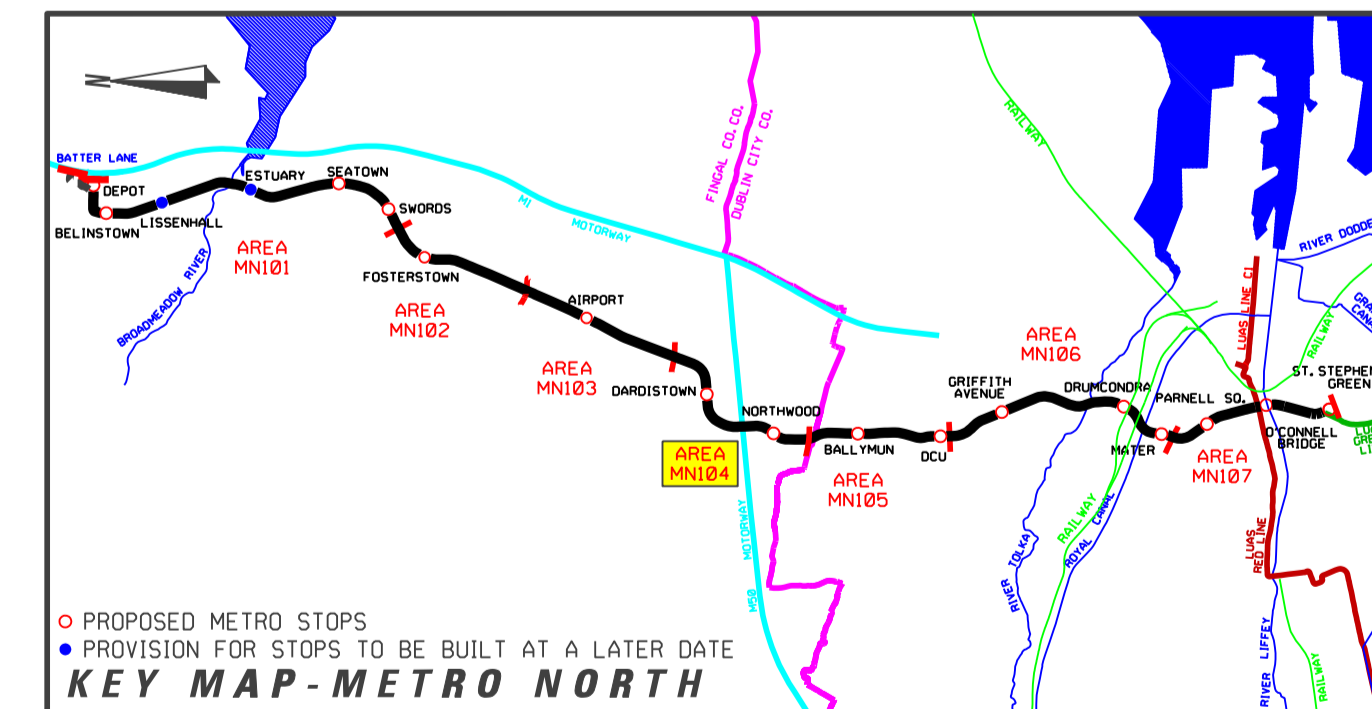 N
BATTER LANE
DEPOT
BELINSTOWN
LISSENHALL
ESTUARY
SEATOWN
SWORDS
AREA
MN101
BROADMEADOW RIVER
FOSTERSTOWN
AREA
MN102
M1
MOTORWAY
AIRPORT
AREA
MN103
DARDISTOWN
FINGAL CO. CO.
DUBLIN CITY CO.
NORTHWOOD
AREA
MN104
MOTORWAY
M50
BALLYMUN
AREA
MN105
DCU
GRIFFITH
AVENUE
AREA
MN106
RAILWAY
DRUMCONDRA
MATER
RAILWAY
ROYAL CANAL
RIVER TOLKA
PARNELL SQ.
AREA
MN107
LUAS LINE C1
O'CONNELL
BRIDGE
ST. STEPHEN
GREEN
RIVER DODDE
GRA
CANA
RAILWAY
LUAS
RED LINE
RIVER LIFFEY
RAILWAY
PROPOSED METRO STOPS
PROVISION FOR STOPS TO BE BUILT AT A LATER DATE
KEY MAP-METRO NORTH